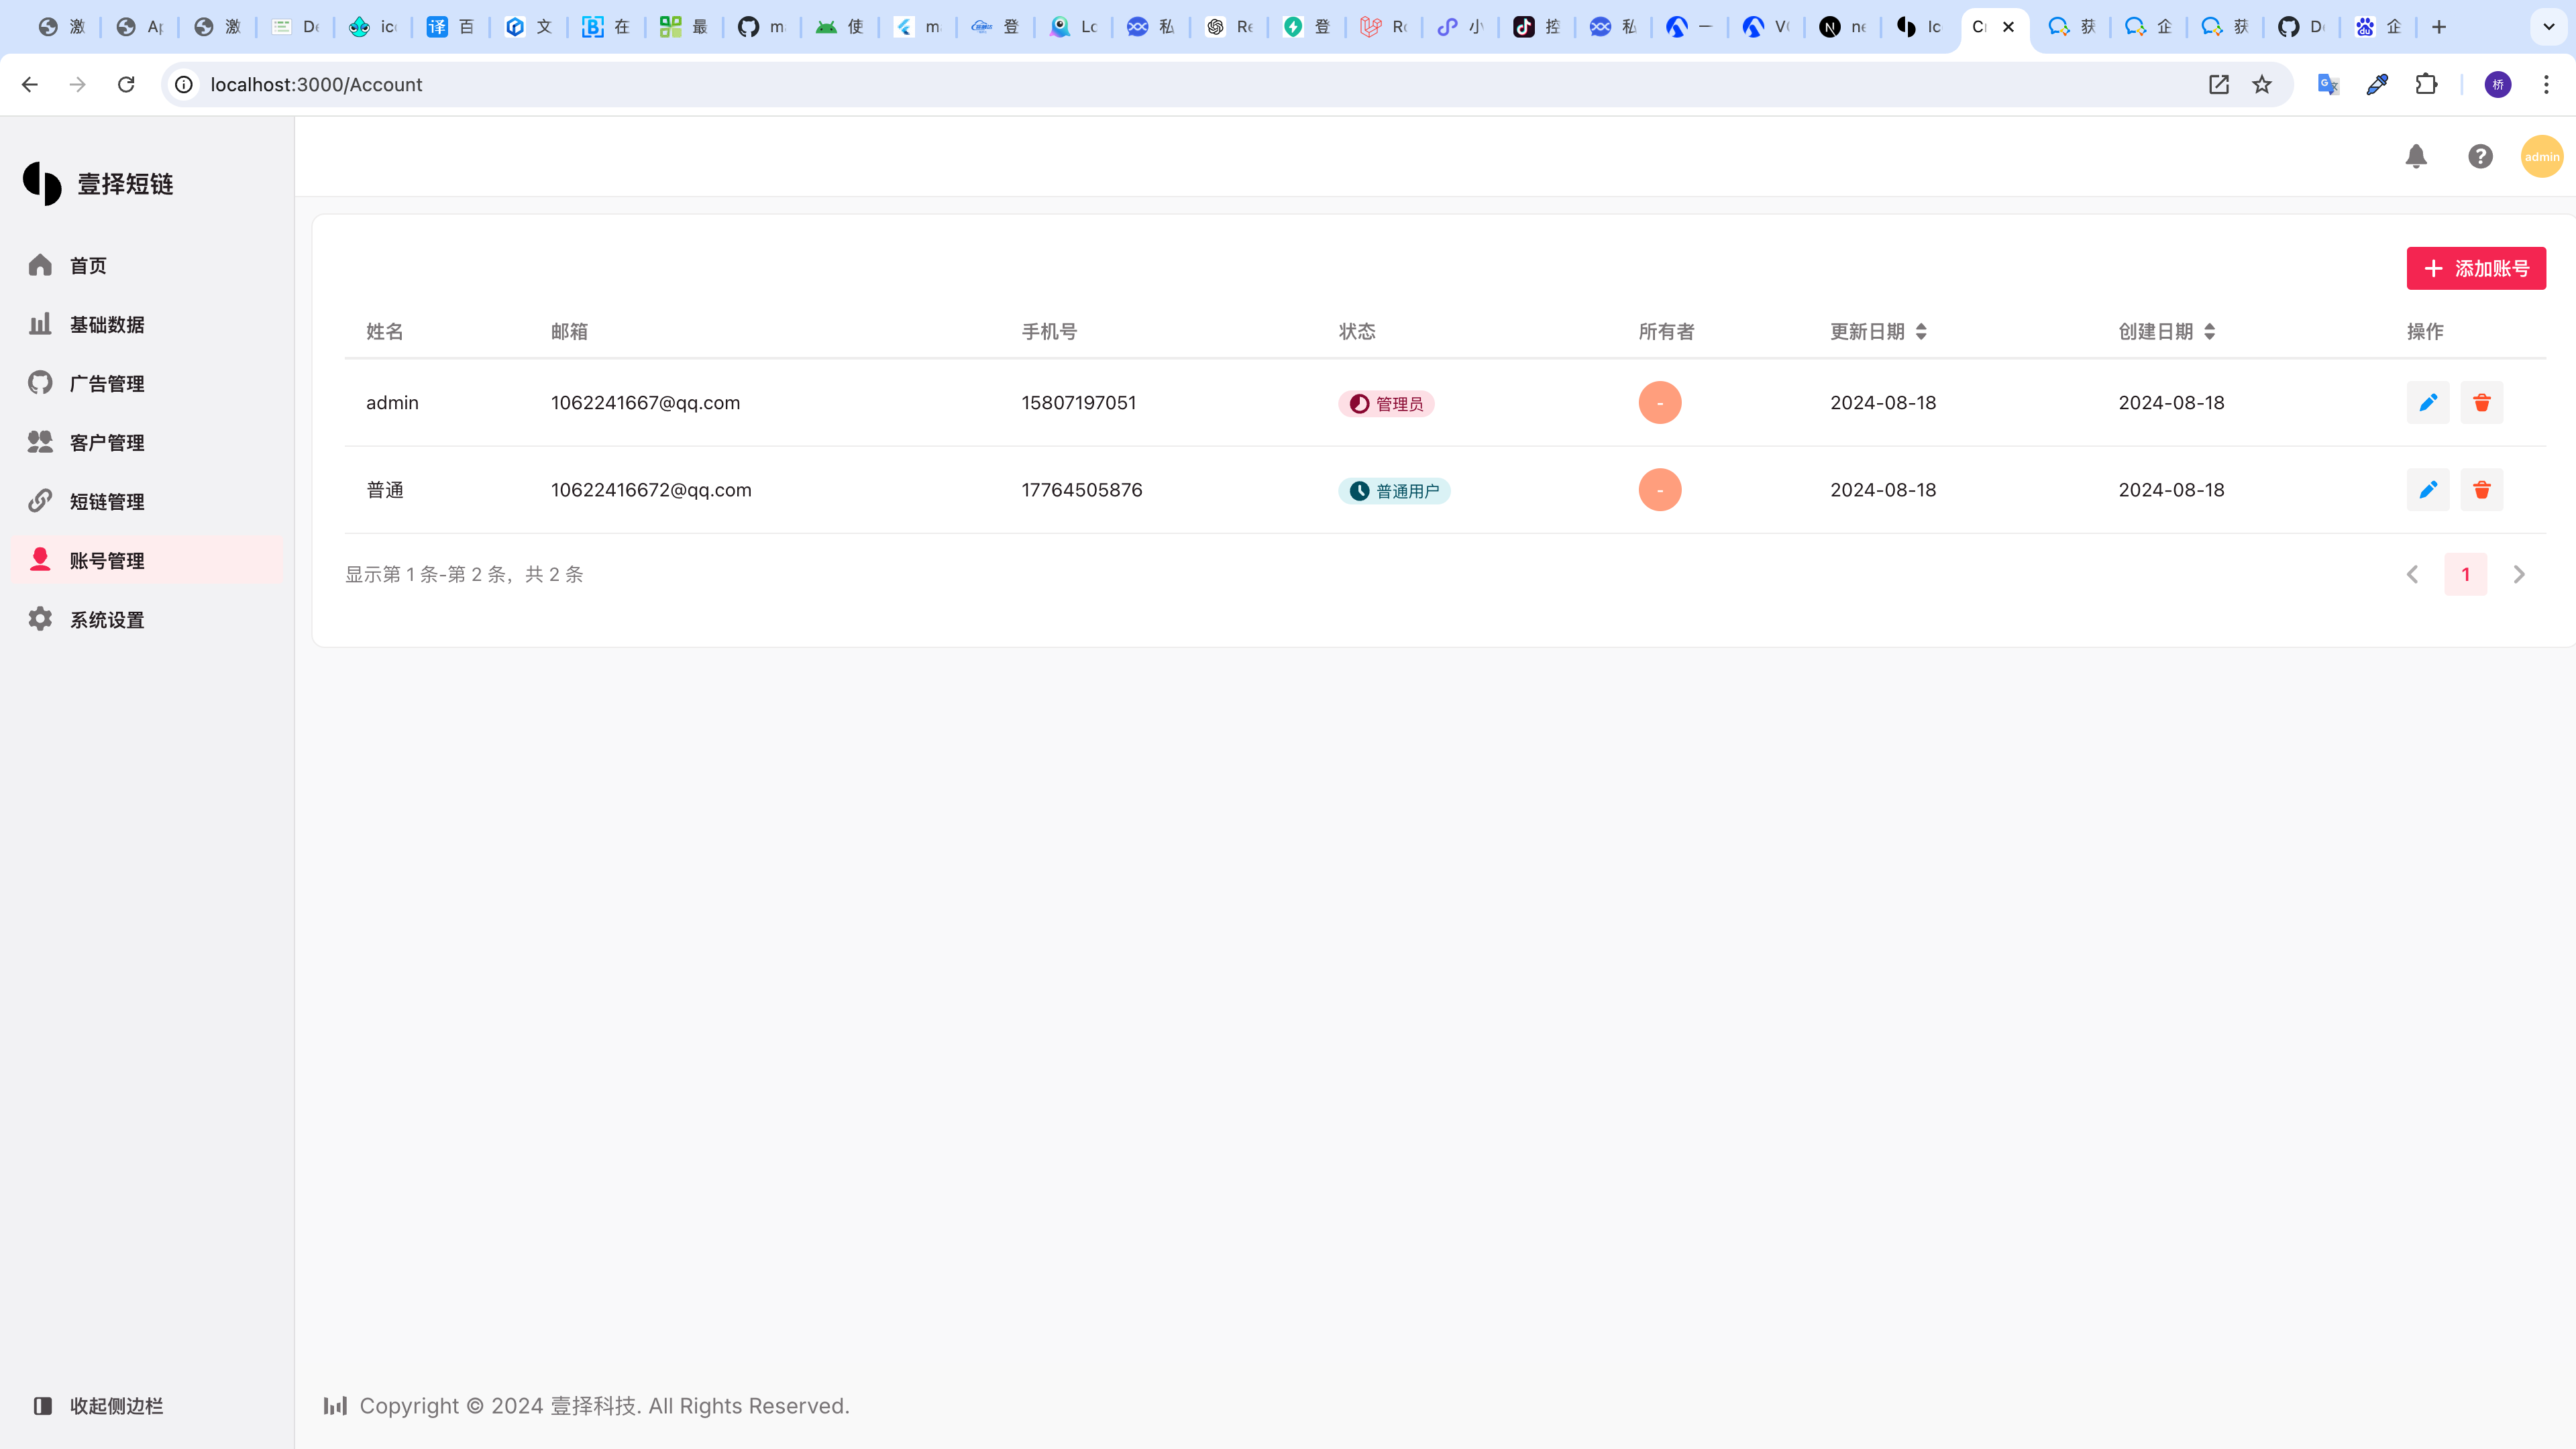 激
Ap
激
De
ico
百
文
在
最
m
使
m
登
Lo
私
Re
登
Ro
小
控
私
一
V
ne
Ic
获
企
获
企
localhost:3000/Account
桥
壹择短链
admin
首页
基础数据
广告管理
客户管理
短链管理
账号管理
系统设置
添加账号
姓名 邮箱 手机号 状态 所有者 更新日期 创建日期 操作
admin 1062241667@qq.com 15807197051 管理员 - 2024-08-18 2024-08-18
普通 10622416672@qq.com 17764505876 普通用户 - 2024-08-18 2024-08-18
显示第 1 条-第 2 条，共 2 条
1
收起侧边栏
Copyright © 2024 壹择科技. All Rights Reserved.